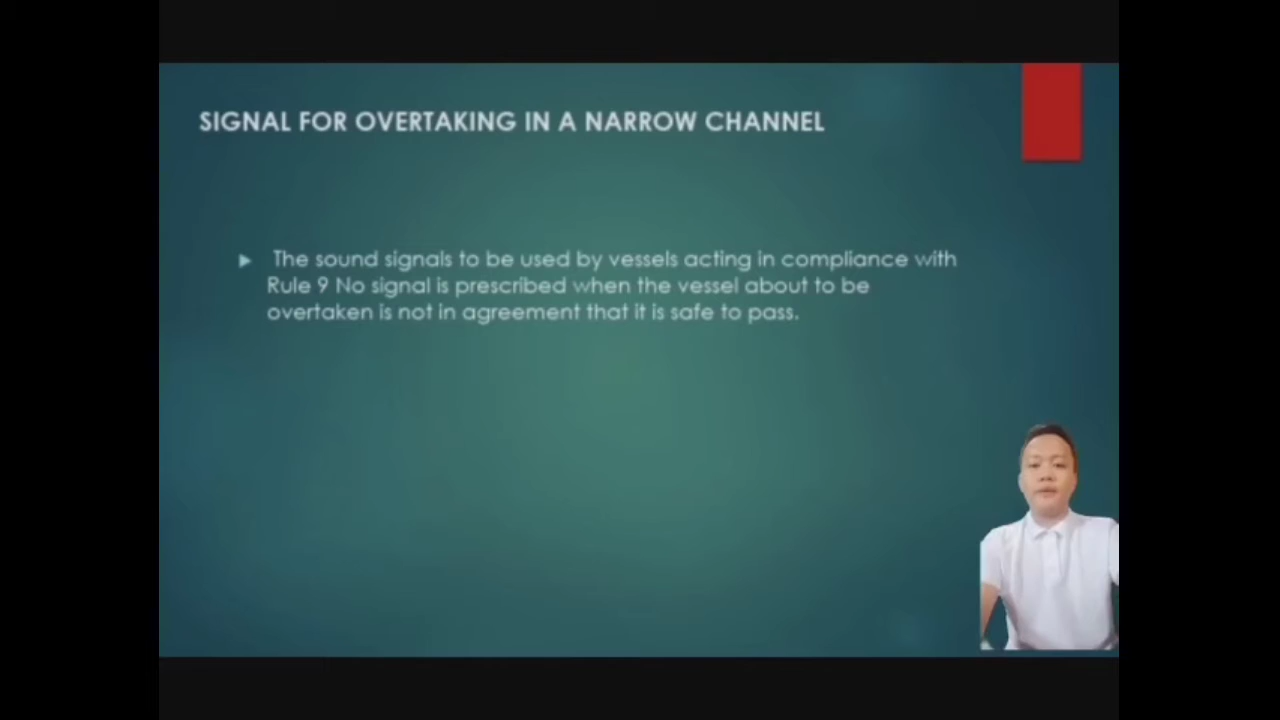 SIGNAL FOR OVERTAKING IN A NARROW CHANNEL
The sound signals to be used by vessels acting in compliance with
Rule 9 No signal is prescribed when the vessel about to be
overtaken is not in agreement that it is safe to pass.